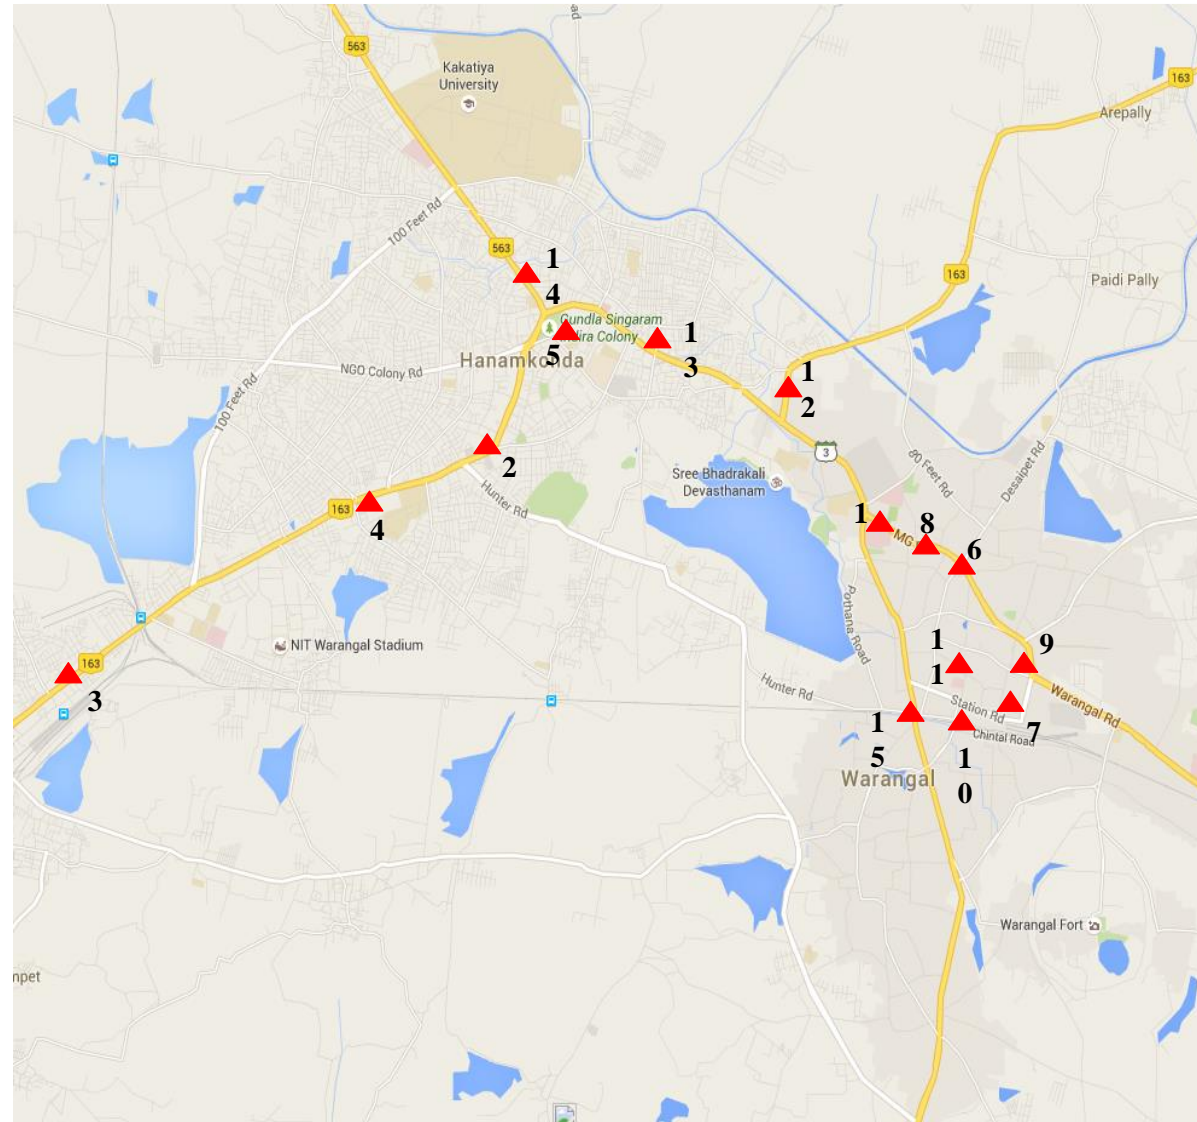 ad
563
Kakatiya
University
163
Arepally
100 Feet Rd
563
1
4
163
Paidi Pally
Gundla Singaram
Indira Colony
5
1
3
Hanamkonda
NGO Colony Rd
1
2
100 Feet Rd
2
3
80 Feet Rd
Desaipet Rd
Sree Bhadrakali
Devasthanam
Hunter Rd
163
4
1
MG
8
6
Pothana Road
NIT Warangal Stadium
1
1
9
163
3
Hunter Rd
Station Rd
Warangal Rd
7
Chintal Road
1
5
1
0
Warangal
Warangal Fort
npet